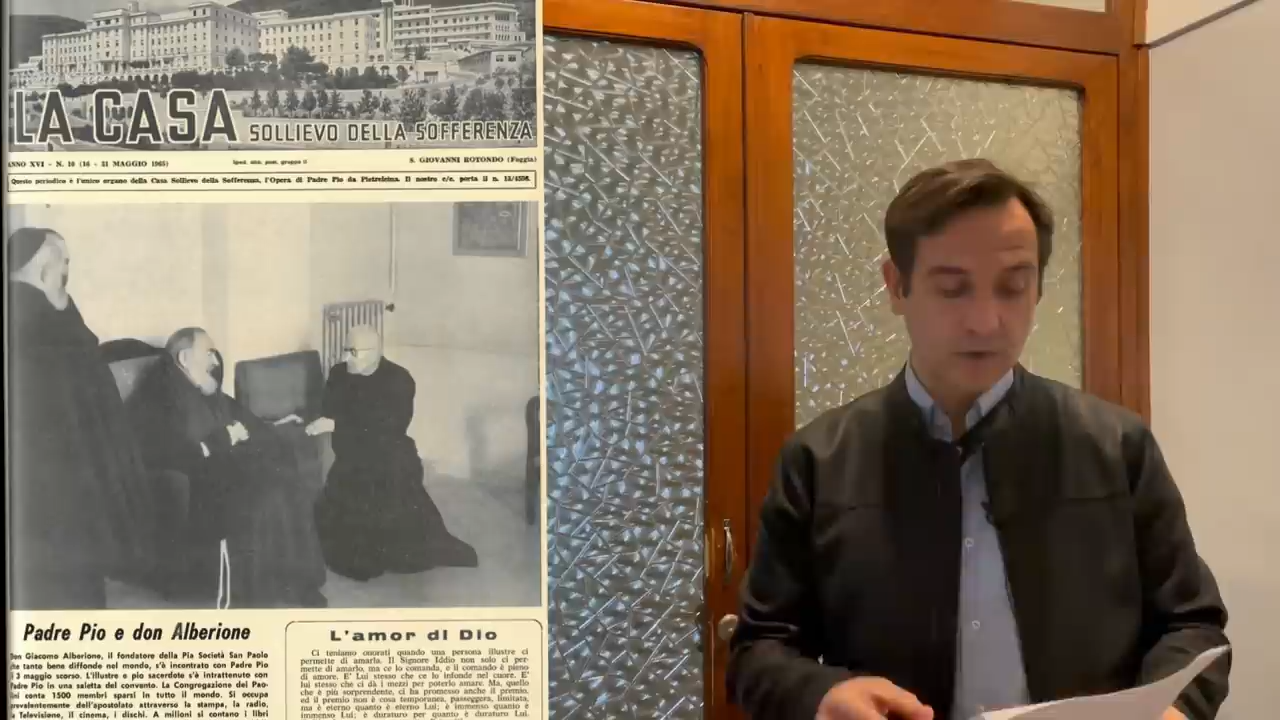 LA CASA SOLLIEVO DELLA SOFFERENZA
ANNO XVI - N. 10 (16 - 31 MAGGIO 1965) Sped. abb. post. gruppo II S. GIOVANNI ROTONDO (Foggia)
Questo periodico è l'unico organo della Casa Sollievo della Sofferenza, l'Opera di Padre Pio da Pietrelcina. Il nostro c/c. porta il n. 13/4598.
Padre Pio e don Alberione
Don Giacomo Alberione, il fondatore della Pia Società San Paolo
che tanto bene diffonde nel mondo, s'è incontrato con Padre Pio
il 3 maggio scorso. L'illustre e pio sacerdote s'è intrattenuto con
Padre Pio in una saletta del convento. La Congregazione dei Pao-
lini conta 1500 membri sparsi in tutto il mondo. Si occupa
prevalentemente dell'apostolato attraverso la stampa, la radio,
la Televisione, il cinema, i dischi. A milioni si contano i libri
L'amor di Dio
Ci teniamo onorati quando una persona illustre ci
permette di amarla. Il Signore Iddio non solo ci per-
mette di amarlo, ma ce lo comanda, e il comando è pieno
di amore. E' Lui stesso che ce lo infonde nel cuore. E'
lui stesso che ci dà i mezzi per poterlo amare. Ma, quello
che è più sorprendente, ci ha promesso anche il premio,
ed il premio non è cosa temporanea, passeggera, limitata,
ma è eterno quanto è eterno Lui; è immenso quanto è
immenso Lui; è duraturo per quanto è duraturo Lui.